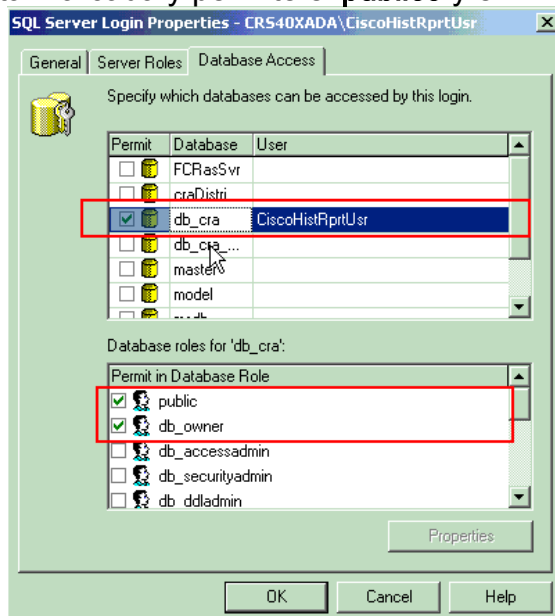 SQL Server Login Properties - CRS40XADA\CiscoHistRprtUsr
General Server Roles Database Access
Specify which databases can be accessed by this login.
Permit Database User
FCRasSvr
craDistri
db_cra CiscoHistRprtUsr
db_cra_...
master
model
Database roles for 'db_cra':
Permit in Database Role
public
db_owner
db_accessadmin
db_securityadmin
db_ddladmin
Properties
OK Cancel Help